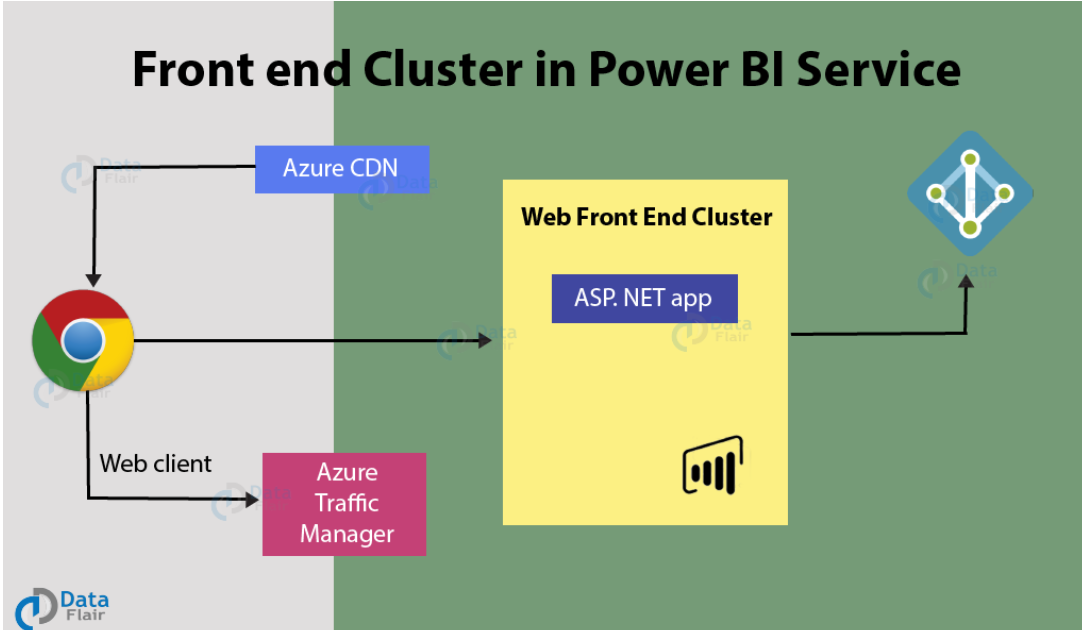 Front end Cluster in Power BI Service
Azure CDN
Web Front End Cluster
ASP. NET app
Web client
Azure
Traffic
Manager
Data
Flair